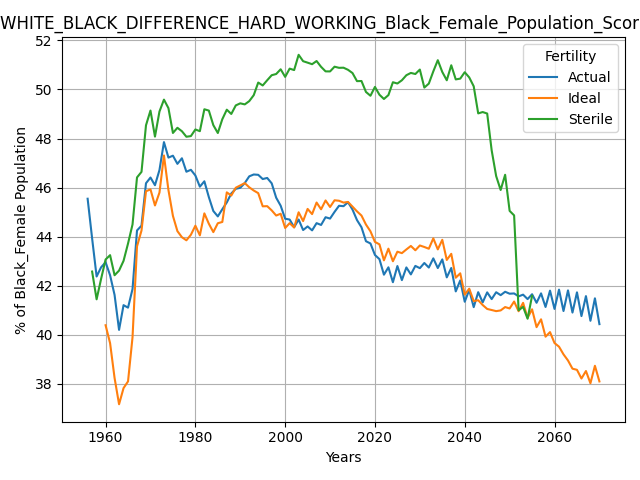 WHITE_BLACK_DIFFERENCE_HARD_WORKING_Black_Female_Population_Scor
Fertility
Actual
Ideal
Sterile
% of Black_Female Population
52
50
48
46
44
42
40
38
1960
1980
2000
2020
2040
2060
Years